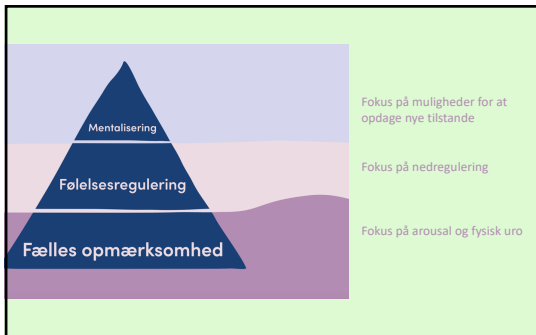 Mentalisering
Fokus på muligheder for at
opdage nye tilstande
Følelsesregulering
Fokus på nedregulering
Fælles opmærksomhed
Fokus på arousal og fysisk uro